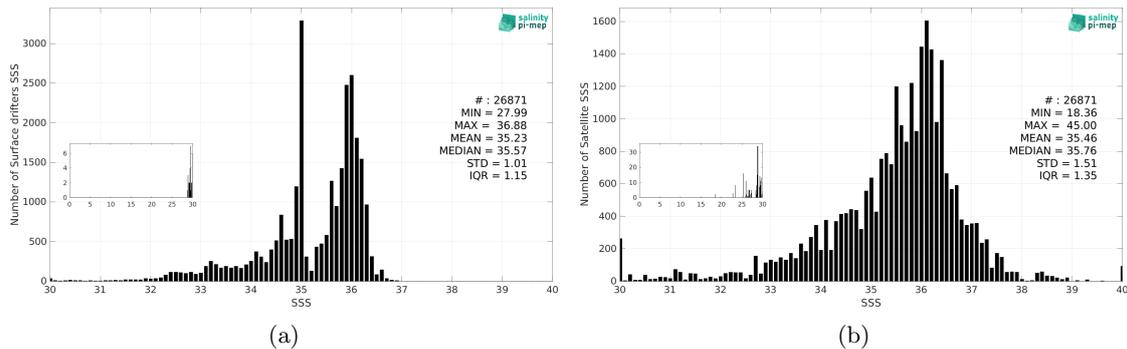 salinity
pi-mep
Number of Surface drifters SSS
3000
2500
2000
1500
1000
500
0
# : 26871
MIN = 27.99
MAX = 36.88
MEAN = 35.23
MEDIAN = 35.57
STD = 1.01
IQR = 1.15
6
4
2
0
0 5 10 15 20 25 30
30 31 32 33 34 35 36 37 38 39 40
SSS
(a)
salinity
pi-mep
Number of Satellite SSS
1600
1400
1200
1000
800
600
400
200
0
# : 26871
MIN = 18.36
MAX = 45.00
MEAN = 35.46
MEDIAN = 35.76
STD = 1.51
IQR = 1.35
30
20
10
0
0 5 10 15 20 25 30
30 31 32 33 34 35 36 37 38 39 40
SSS
(b)